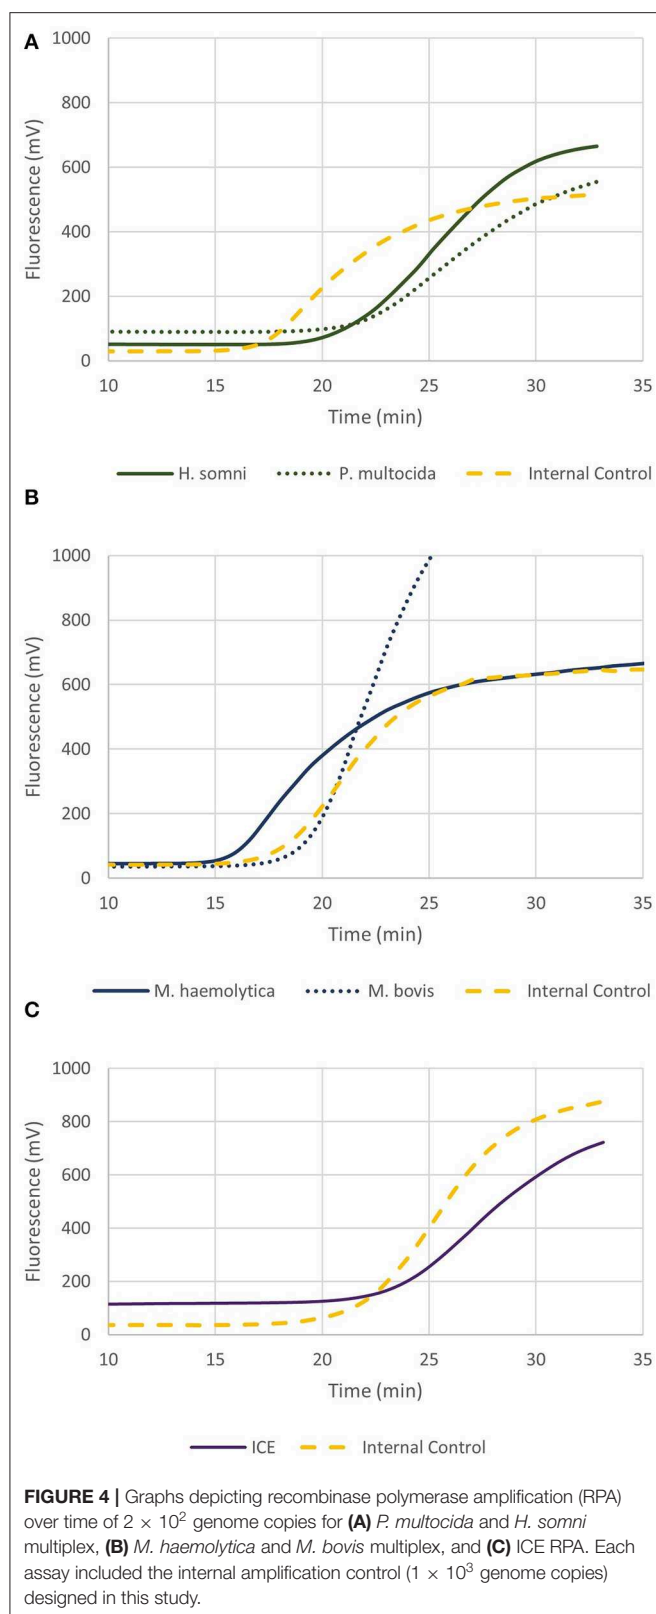 A
1000
800
600
400
200
0
Fluorescence (mV)
10 15 20 25 30 35
Time (min)
H. somni P. multocida Internal Control
B
1000
800
600
400
200
0
Fluorescence (mV)
10 15 20 25 30 35
Time (min)
M. haemolytica M. bovis Internal Control
C
1000
800
600
400
200
0
Fluorescence (mV)
10 15 20 25 30 35
Time (min)
ICE Internal Control
FIGURE 4 | Graphs depicting recombinase polymerase amplification (RPA)
over time of 2 × 10² genome copies for (A) P. multocida and H. somni
multiplex, (B) M. haemolytica and M. bovis multiplex, and (C) ICE RPA. Each
assay included the internal amplification control (1 × 10³ genome copies)
designed in this study.